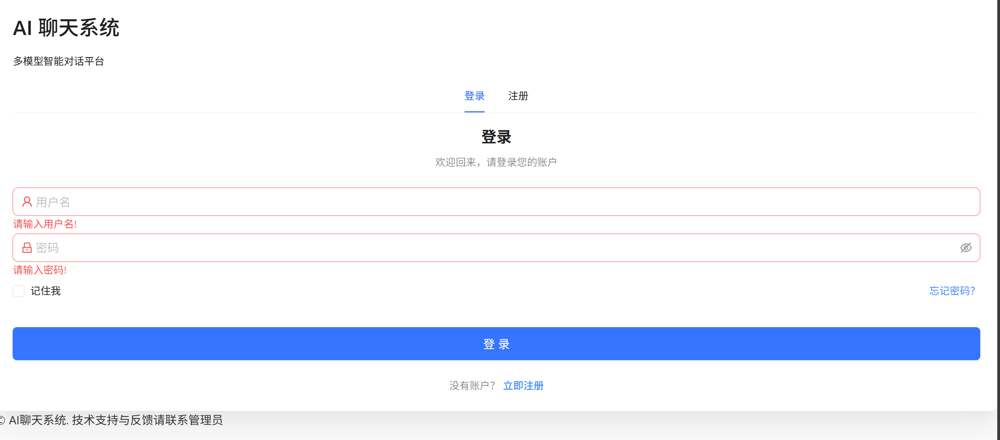 AI 聊天系统
多模型智能对话平台
登录 注册
登录
欢迎回来，请登录您的账户
用户名
请输入用户名!
密码
请输入密码!
记住我 忘记密码？
登 录
没有账户？ 立即注册
© AI聊天系统. 技术支持与反馈请联系管理员